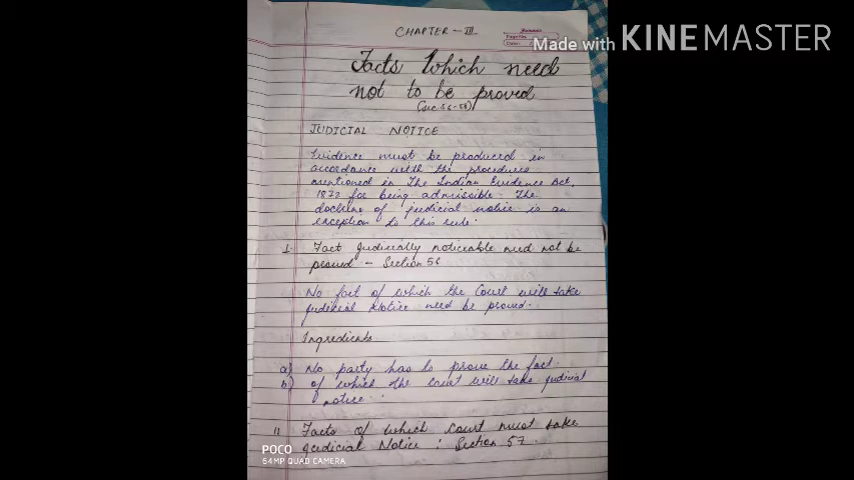 CHAPTER - III
Page No.
Date:
Made with KINEMASTER
Facts Which need
not to be proved
(Sec 56-58)
JUDICIAL NOTICE
Evidence must be produced in
accordance with the procedure
mentioned in The Indian Evidence Act,
1872 for being admissible. The
doctrine of judicial notice is an
exception to this rule.
I. Fact judicially noticeable need not be
proved - Section 56
No fact of which the Court will take
judicial Notice need be proved.
Ingredients
a) No party has to prove the fact.
b) of which the court will take judicial
notice.
II Facts of which Court must take
judicial Notice : Section 57
POCO
64MP QUAD CAMERA